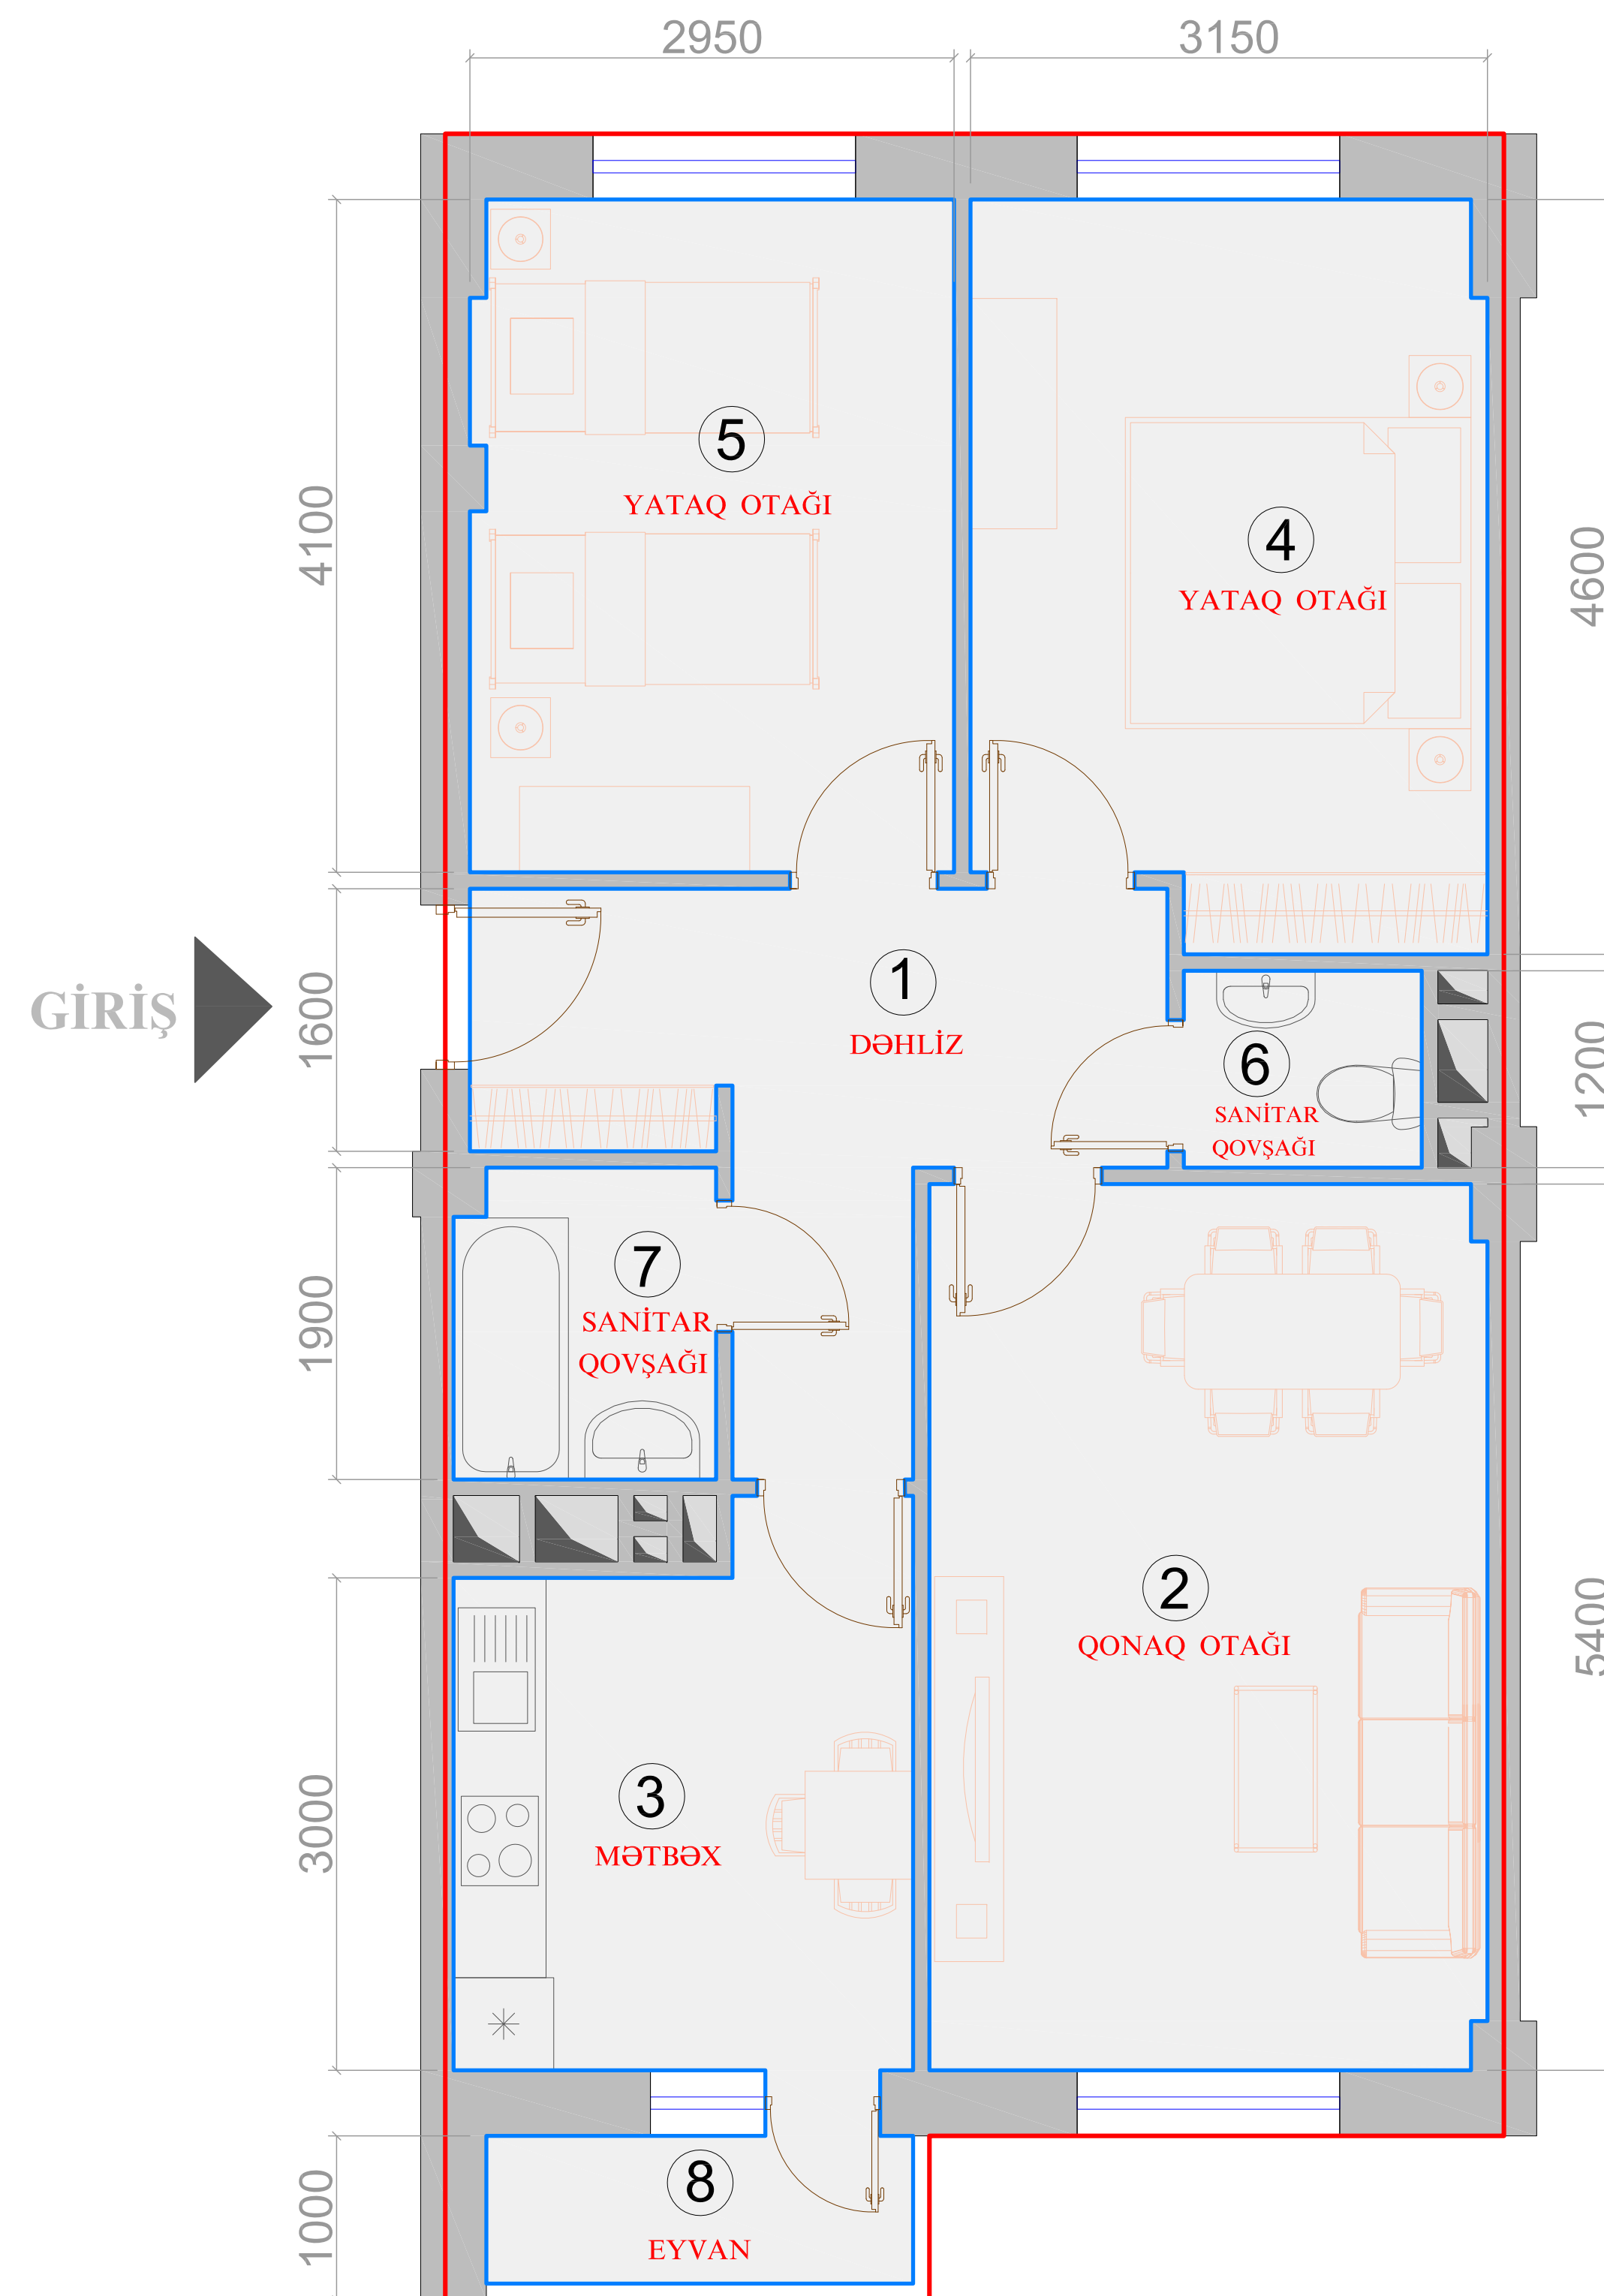 2950
3150
5
YATAQ OTAĞI
4
YATAQ OTAĞI
4100
4600
GİRİŞ
1600
1
DƏHLİZ
6
SANİTAR
QOVŞAĞI
1200
7
SANİTAR
QOVŞAĞI
1900
2
QONAQ OTAĞI
5400
3
MƏTBƏX
3000
8
EYVAN
1000